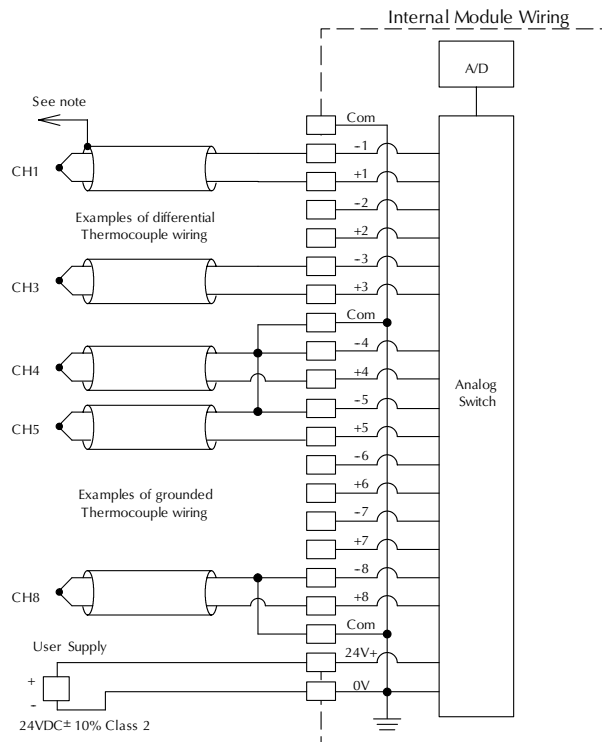 Internal Module Wiring
A/D
See note
Com
-1
CH1
+1
-2
Examples of differential
Thermocouple wiring
+2
-3
CH3
+3
Com
-4
CH4
+4
Analog
Switch
-5
CH5
+5
-6
Examples of grounded
Thermocouple wiring
+6
-7
+7
-8
CH8
+8
Com
User Supply
24V+
+
0V
-
24VDC± 10% Class 2